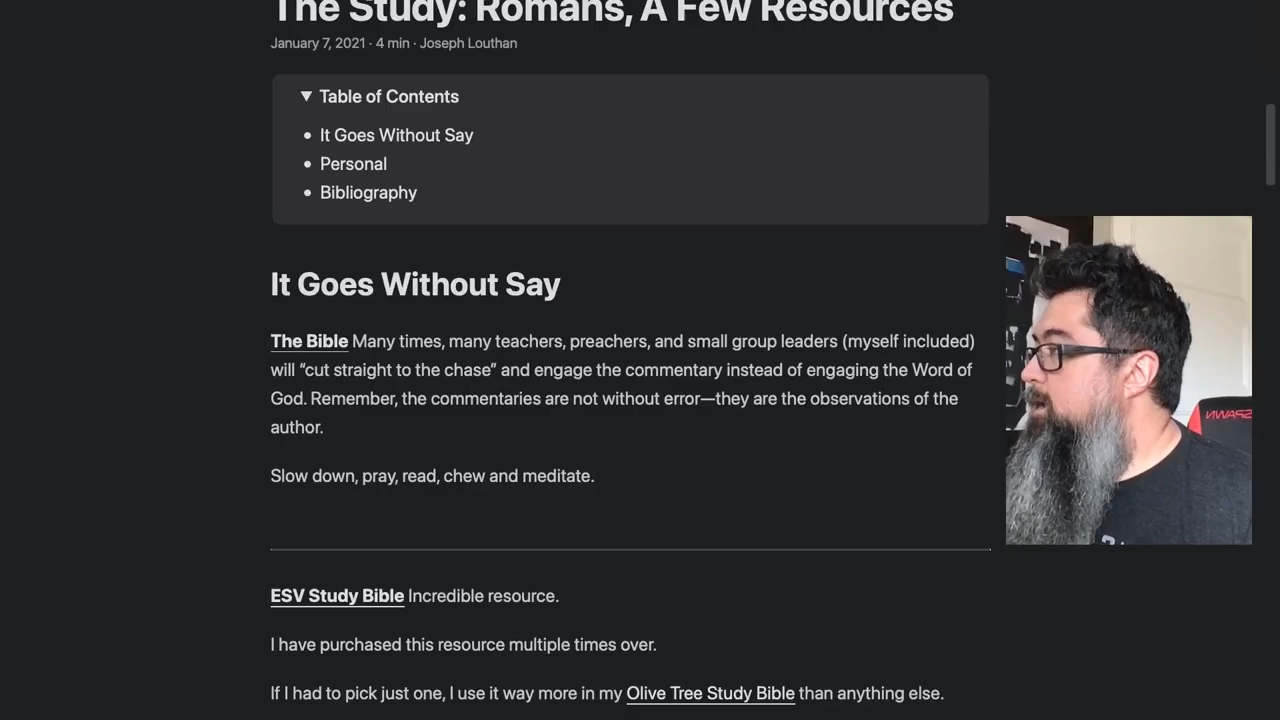 The Study: Romans, A Few Resources
January 7, 2021 · 4 min · Joseph Louthan
▼ Table of Contents
• It Goes Without Say
• Personal
• Bibliography
It Goes Without Say
The Bible Many times, many teachers, preachers, and small group leaders (myself included)
will “cut straight to the chase” and engage the commentary instead of engaging the Word of
God. Remember, the commentaries are not without error—they are the observations of the
author.
Slow down, pray, read, chew and meditate.
ESV Study Bible Incredible resource.
I have purchased this resource multiple times over.
If I had to pick just one, I use it way more in my Olive Tree Study Bible than anything else.